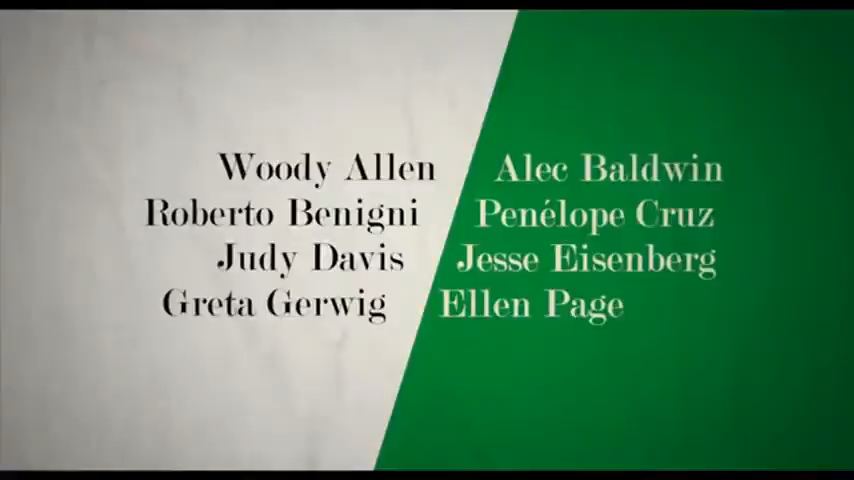 Woody Allen Alec Baldwin
Roberto Benigni Penélope Cruz
Judy Davis Jesse Eisenberg
Greta Gerwig Ellen Page